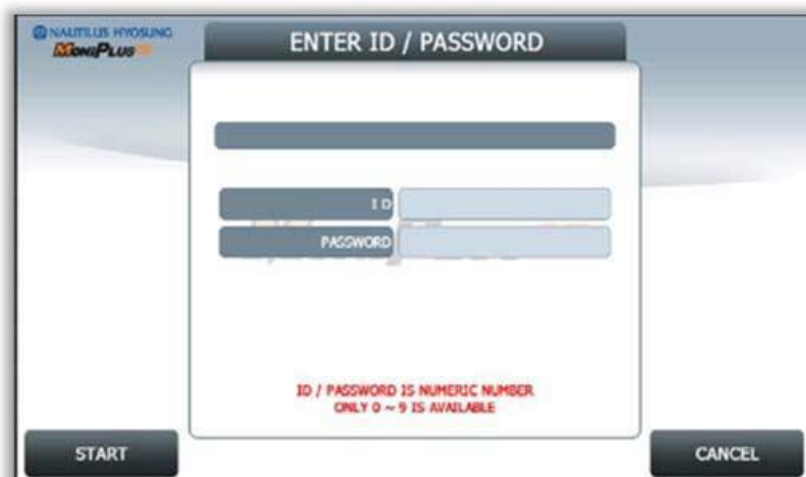 NAUTILUS HYOSUNG
MONiPLUS
ENTER ID / PASSWORD
I D
PASSWORD
ID / PASSWORD IS NUMERIC NUMBER
ONLY 0 ~ 9 IS AVAILABLE
START
CANCEL